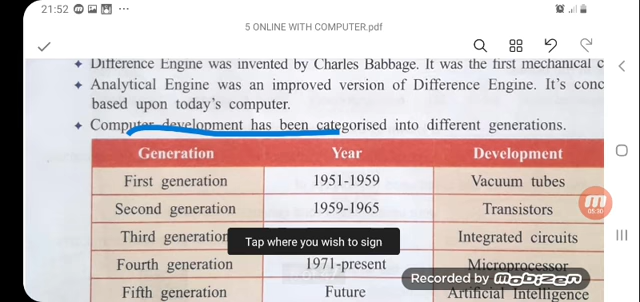 21:52
5 ONLINE WITH COMPUTER.pdf
Difference Engine was invented by Charles Babbage. It was the first mechanical c
Analytical Engine was an improved version of Difference Engine. It's conc
based upon today's computer.
Computer development has been categorised into different generations.
Generation Year Development
First generation 1951-1959 Vacuum tubes
Second generation 1959-1965 Transistors
Third generation Integrated circuits
Tap where you wish to sign
Fourth generation 1971-present Microprocessor
Fifth generation Future Artificial Intelligence
05:30
Recorded by mobizen